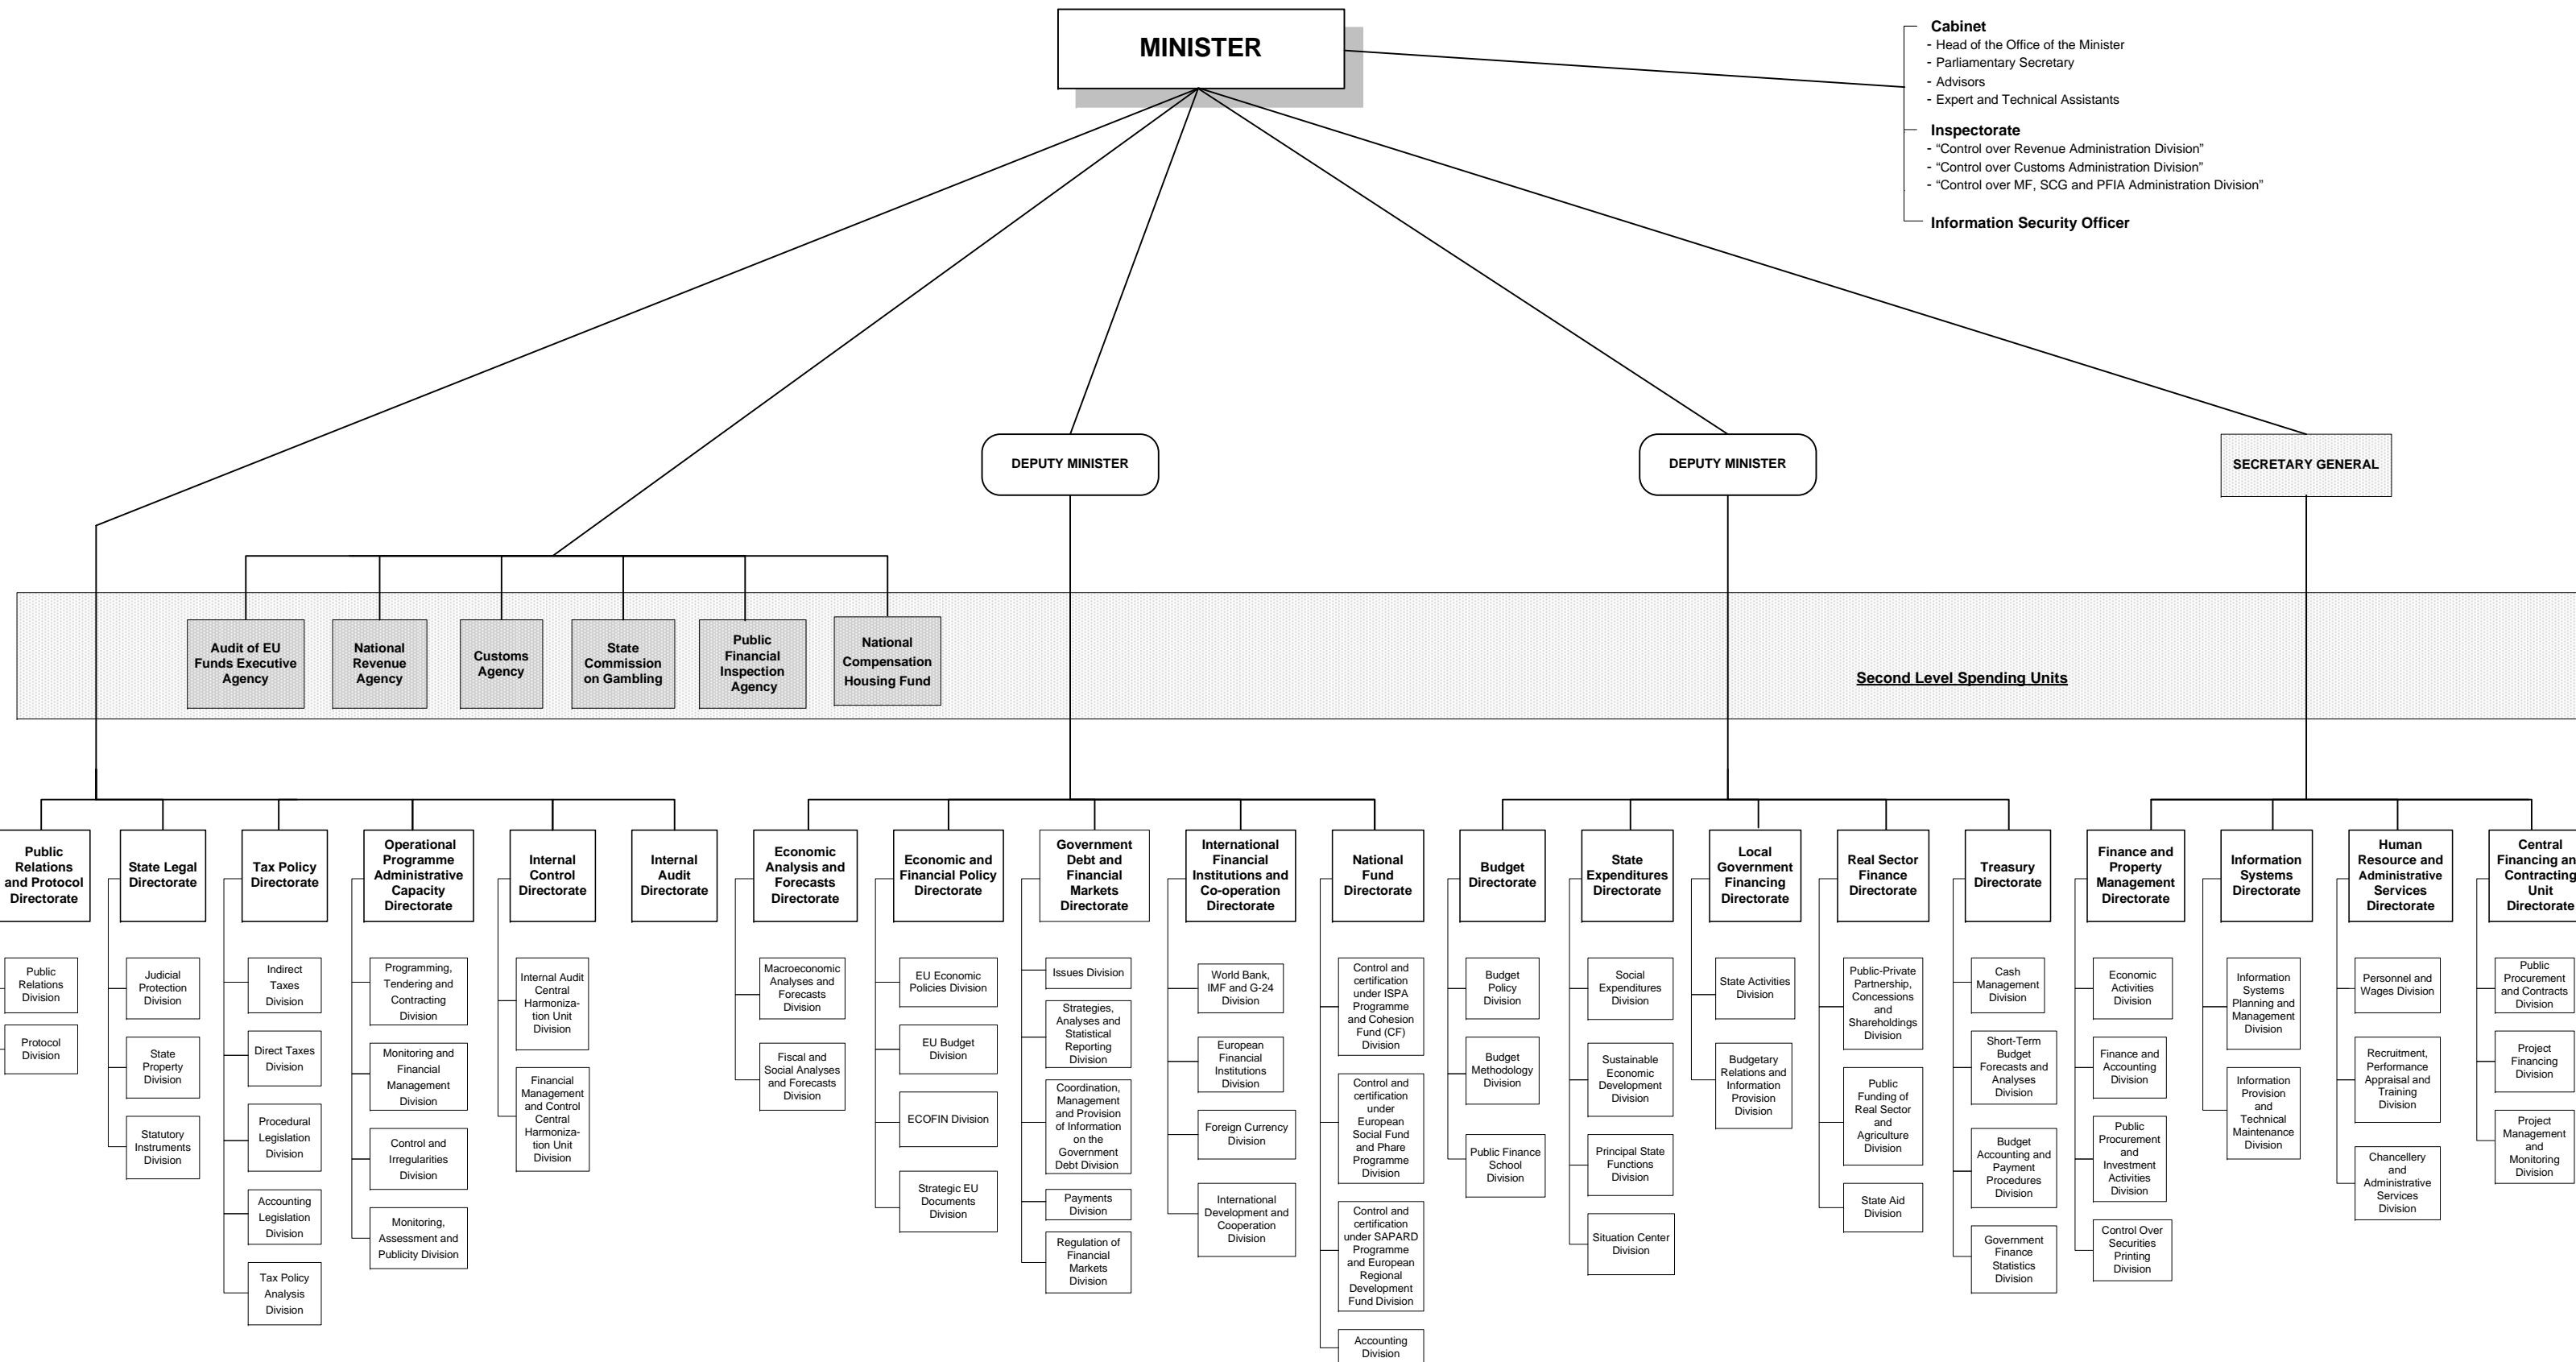 MINISTER
Cabinet
- Head of the Office of the Minister
- Parliamentary Secretary
- Advisors
- Expert and Technical Assistants
Inspectorate
- “Control over Revenue Administration Division”
- “Control over Customs Administration Division”
- “Control over MF, SCG and PFIA Administration Division”
Information Security Officer
DEPUTY MINISTER
DEPUTY MINISTER
SECRETARY GENERAL
Audit of EU
Funds Executive
Agency
National
Revenue
Agency
Customs
Agency
State
Commission
on Gambling
Public
Financial
Inspection
Agency
National
Compensation
Housing Fund
Second Level Spending Units
Public
Relations
and Protocol
Directorate
State Legal
Directorate
Tax Policy
Directorate
Operational
Programme
Administrative
Capacity
Directorate
Internal
Control
Directorate
Internal
Audit
Directorate
Economic
Analysis and
Forecasts
Directorate
Economic and
Financial Policy
Directorate
Government
Debt and
Financial
Markets
Directorate
International
Financial
Institutions and
Co-operation
Directorate
National
Fund
Directorate
Budget
Directorate
State
Expenditures
Directorate
Local
Government
Financing
Directorate
Real Sector
Finance
Directorate
Treasury
Directorate
Finance and
Property
Management
Directorate
Information
Systems
Directorate
Human
Resource and
Administrative
Services
Directorate
Central
Financing an
Contracting
Unit
Directorate
Public
Relations
Division
Protocol
Division
Judicial
Protection
Division
State
Property
Division
Statutory
Instruments
Division
Indirect
Taxes
Division
Direct Taxes
Division
Procedural
Legislation
Division
Accounting
Legislation
Division
Tax Policy
Analysis
Division
Programming,
Tendering and
Contracting
Division
Monitoring and
Financial
Management
Division
Control and
Irregularities
Division
Monitoring,
Assessment and
Publicity Division
Internal Audit
Central
Harmoniza-
tion Unit
Division
Financial
Management
and Control
Central
Harmoniza-
tion Unit
Division
Macroeconomic
Analyses and
Forecasts
Division
Fiscal and
Social Analyses
and Forecasts
Division
EU Economic
Policies Division
EU Budget
Division
ECOFIN Division
Strategic EU
Documents
Division
Issues Division
Strategies,
Analyses and
Statistical
Reporting
Division
Coordination,
Management
and Provision
of Information
on the
Government
Debt Division
Payments
Division
Regulation of
Financial
Markets
Division
World Bank,
IMF and G-24
Division
European
Financial
Institutions
Division
Foreign Currency
Division
International
Development and
Cooperation
Division
Control and
certification
under ISPA
Programme
and Cohesion
Fund (CF)
Division
Control and
certification
under
European
Social Fund
and Phare
Programme
Division
Control and
certification
under SAPARD
Programme
and European
Regional
Development
Fund Division
Accounting
Division
Budget
Policy
Division
Budget
Methodology
Division
Public Finance
School
Division
Social
Expenditures
Division
Sustainable
Economic
Development
Division
Principal State
Functions
Division
Situation Center
Division
State Activities
Division
Budgetary
Relations and
Information
Provision
Division
Public-Private
Partnership,
Concessions
and
Shareholdings
Division
Public
Funding of
Real Sector
and
Agriculture
Division
State Aid
Division
Cash
Management
Division
Short-Term
Budget
Forecasts and
Analyses
Division
Budget
Accounting and
Payment
Procedures
Division
Government
Finance
Statistics
Division
Economic
Activities
Division
Finance and
Accounting
Division
Public
Procurement
and
Investment
Activities
Division
Control Over
Securities
Printing
Division
Information
Systems
Planning and
Management
Division
Information
Provision
and
Technical
Maintenance
Division
Personnel and
Wages Division
Recruitment,
Performance
Appraisal and
Training
Division
Chancellery
and
Administrative
Services
Division
Public
Procurement
and Contracts
Division
Project
Financing
Division
Project
Management
and
Monitoring
Division